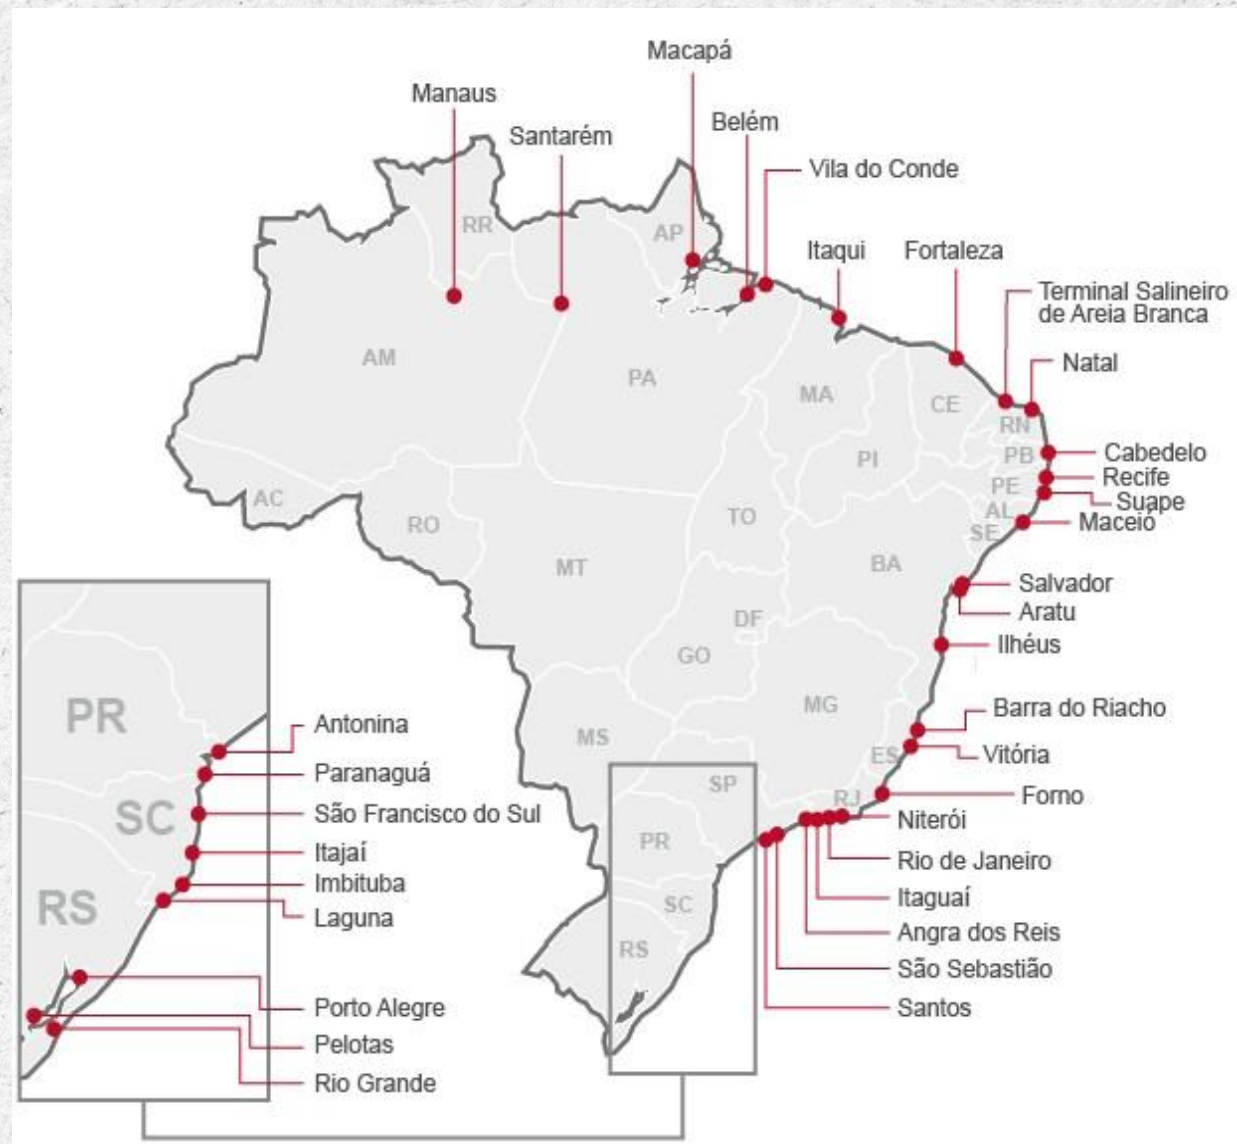 Macapá
Manaus
Belém
Santarém
Vila do Conde
RR
AP
Itaqui
Fortaleza
Terminal Salineiro
de Areia Branca
Natal
AM
PA
MA
CE
RN
Cabedelo
PB
PI
Recife
PE
Suape
AC
AL
Maceió
RO
TO
SE
MT
BA
Salvador
Aratu
DF
Ilhéus
GO
MG
Barra do Riacho
MS
ES
Vitória
SP
RJ
Forno
Niterói
PR
Rio de Janeiro
SC
Itaguaí
RS
Angra dos Reis
São Sebastião
Santos
PR
Antonina
Paranaguá
SC
São Francisco do Sul
Itajaí
Imbituba
RS
Laguna
Porto Alegre
Pelotas
Rio Grande